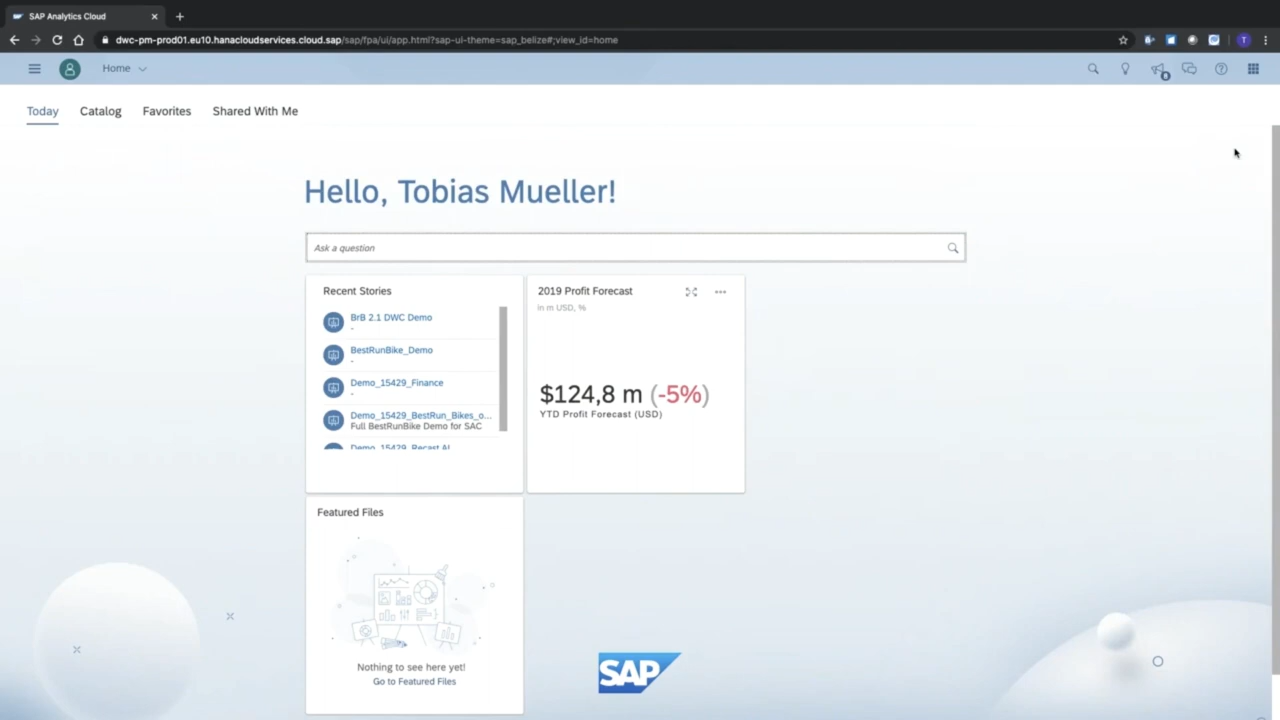 SAP Analytics Cloud
dwc-pm-prod01.eu10.hanacloudservices.cloud.sap/sap/fpa/ui/app.html?sap-ui-theme=sap_belize#;view_id=home
T
Home
Today Catalog Favorites Shared With Me
Hello, Tobias Mueller!
Ask a question
Recent Stories
BrB 2.1 DWC Demo
-
BestRunBike_Demo
-
Demo_15429_Finance
-
Demo_15429_BestRun_Bikes_o...
Full BestRunBike Demo for SAC
Demo_15429_Recast AI
2019 Profit Forecast
in m USD, %
$124,8 m (-5%)
YTD Profit Forecast (USD)
Featured Files
Nothing to see here yet!
Go to Featured Files
SAP